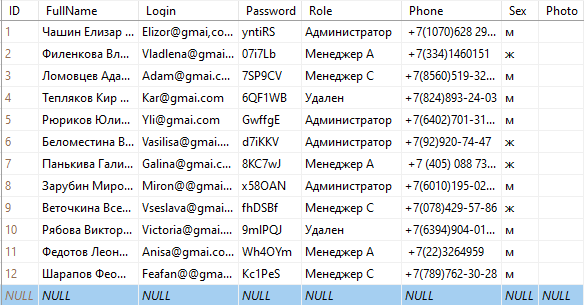 ID FullName Login Password Role Phone Sex Photo
1 Чашин Елизар ... Elizor@gmai,co... yntiRS Администратор +7(1070)628 29... м
2 Филенкова Вл... Vladlena@gmai... 07i7Lb Менеджер А +7(334)1460151 ж
3 Ломовцев Ада... Adam@gmai.c... 7SP9CV Менеджер С +7(8560)519-32... м
4 Тепляков Кир ... Kar@gmai.com 6QF1WB Удален +7(824)893-24-03 м
5 Рюриков Юли... Yli@gmai.com GwffgE Администратор +7(6402)701-31... м
6 Беломестина В... Vasilisa@gmai.... d7iKKV Администратор +7(92)920-74-47 ж
7 Панькива Гали... Galina@gmai.c... 8KC7wJ Менеджер А +7 (405) 088 73... ж
8 Зарубин Миро... Miron@@gmai... x58OAN Администратор +7(6010)195-02... м
9 Веточкина Все... Vseslava@gmai... fhDSBf Менеджер С +7(078)429-57-86 ж
10 Рябова Виктор... Victoria@gmai.... 9mlPQJ Удален +7(6394)904-01... м
11 Федотов Леон... Anisa@gmai.com Wh4OYm Менеджер А +7(22)3264959 м
12 Шарапов Фео... Feafan@@gmai... Kc1PeS Менеджер С +7(789)762-30-28 м
NULL NULL NULL NULL NULL NULL NULL NULL